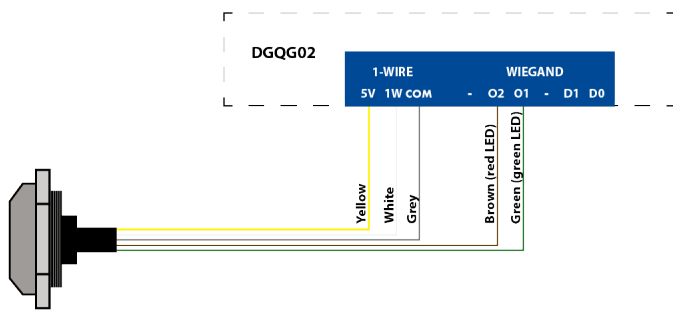 DGQG02
1-WIRE WIEGAND
5V 1W COM - O2 O1 - D1 D0
Yellow
White
Grey
Brown (red LED)
Green (green LED)